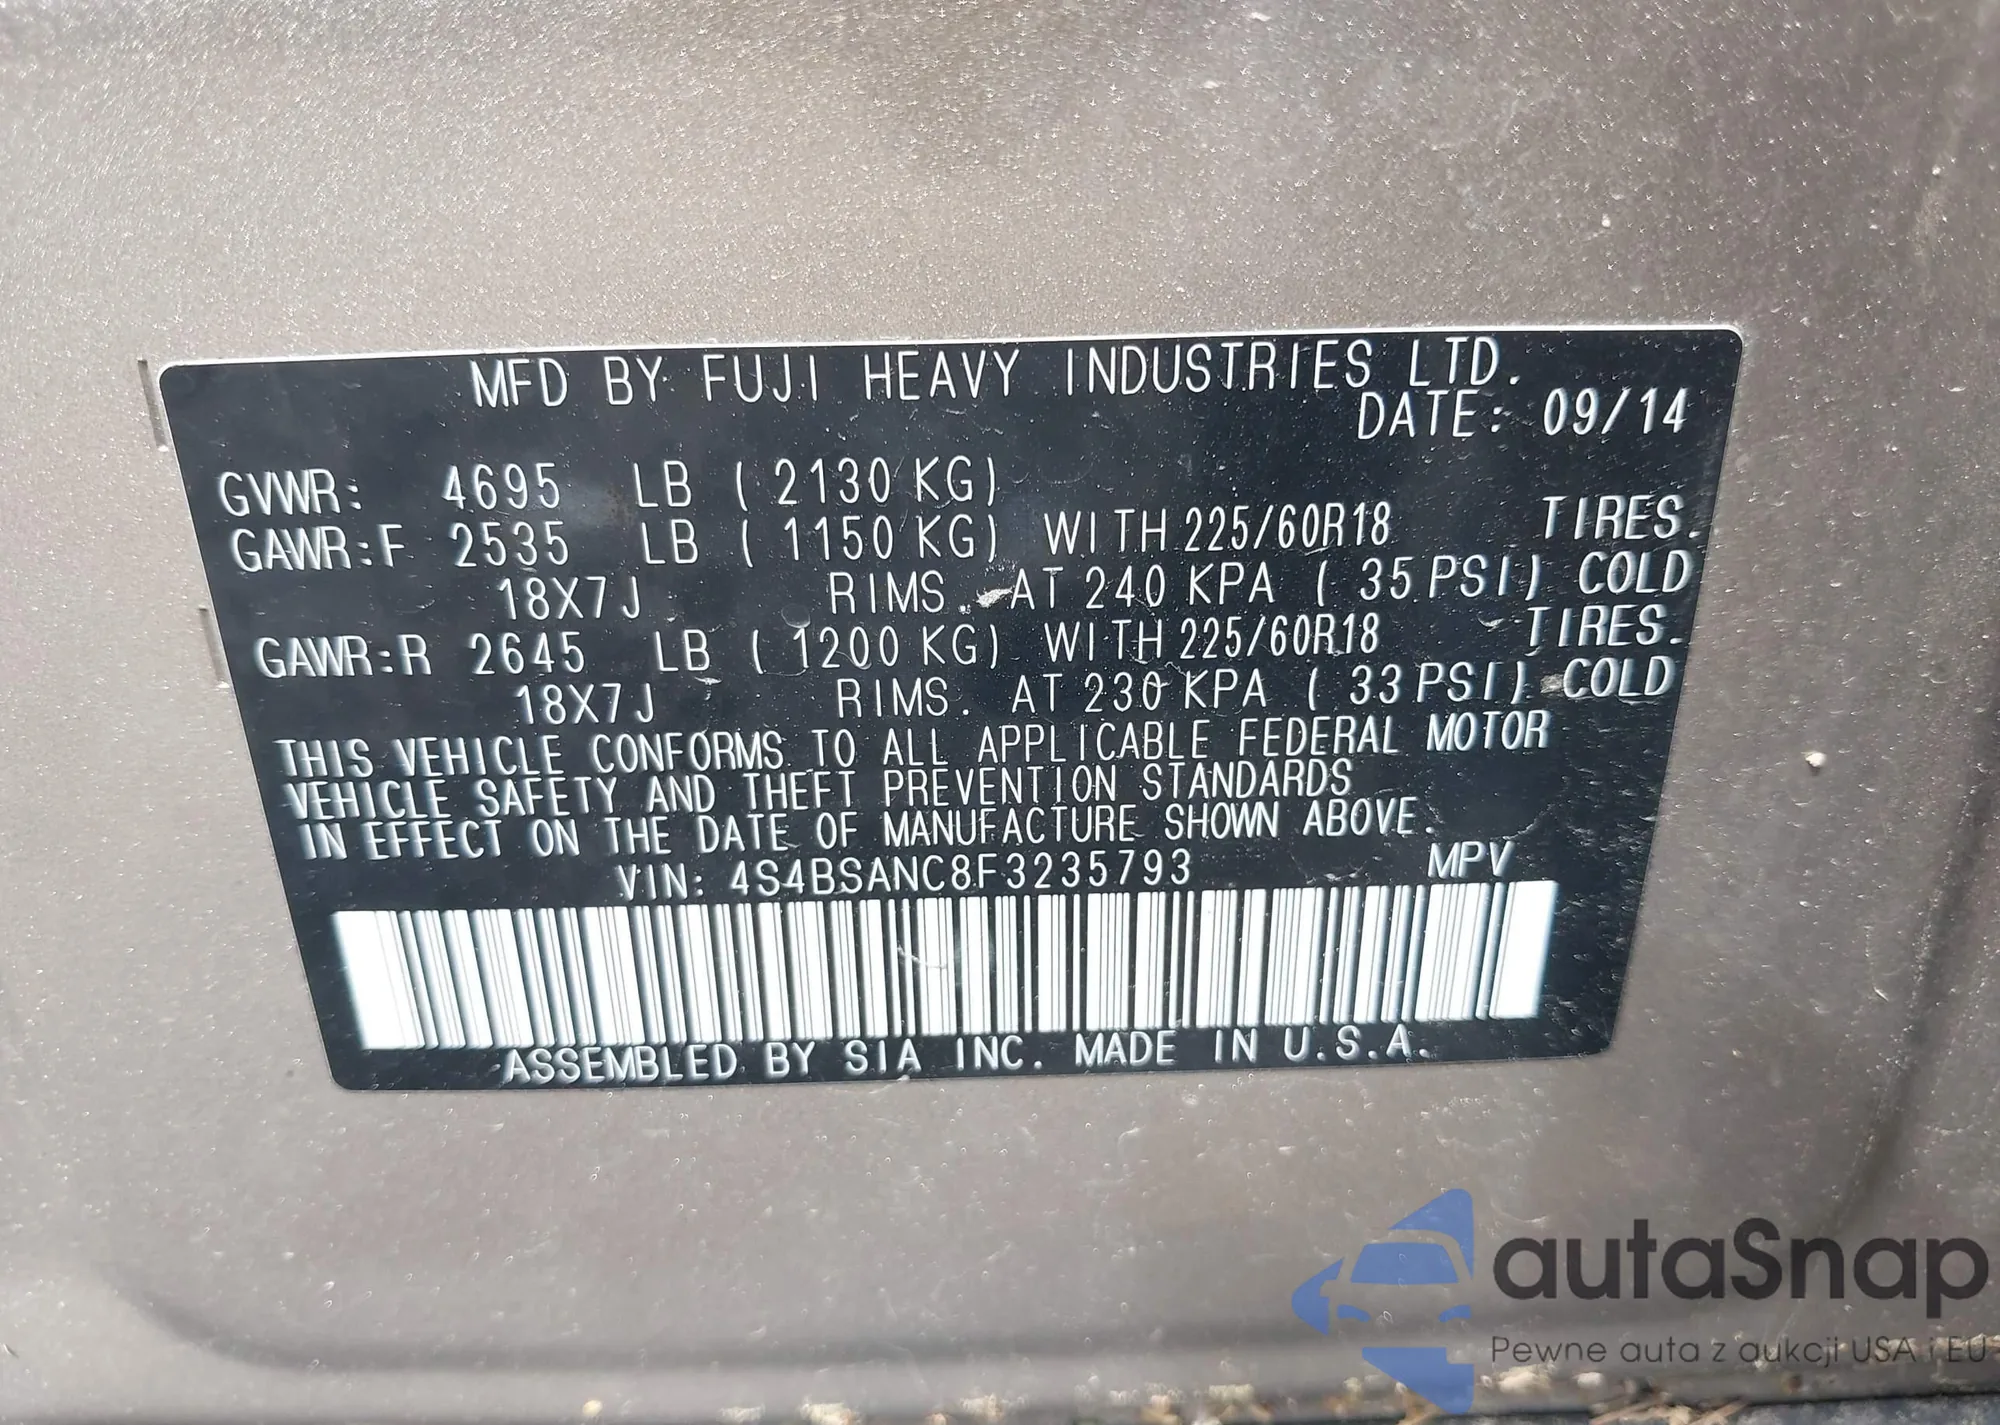 MFD BY FUJI HEAVY INDUSTRIES LTD.
DATE: 09/14
GVWR: 4695 LB (2130 KG)
GAWR:F 2535 LB (1150 KG) WITH 225/60R18 TIRES.
18X7J RIMS. AT 240 KPA (35 PSI) COLD
GAWR:R 2645 LB (1200 KG) WITH 225/60R18 TIRES.
18X7J RIMS. AT 230 KPA (33 PSI) COLD
THIS VEHICLE CONFORMS TO ALL APPLICABLE FEDERAL MOTOR
VEHICLE SAFETY AND THEFT PREVENTION STANDARDS
IN EFFECT ON THE DATE OF MANUFACTURE SHOWN ABOVE.
VIN: 4S4BSANC8F3235793 MPV
ASSEMBLED BY SIA INC. MADE IN U.S.A.
autaSnap
Pewne auta z aukcji USA i EU